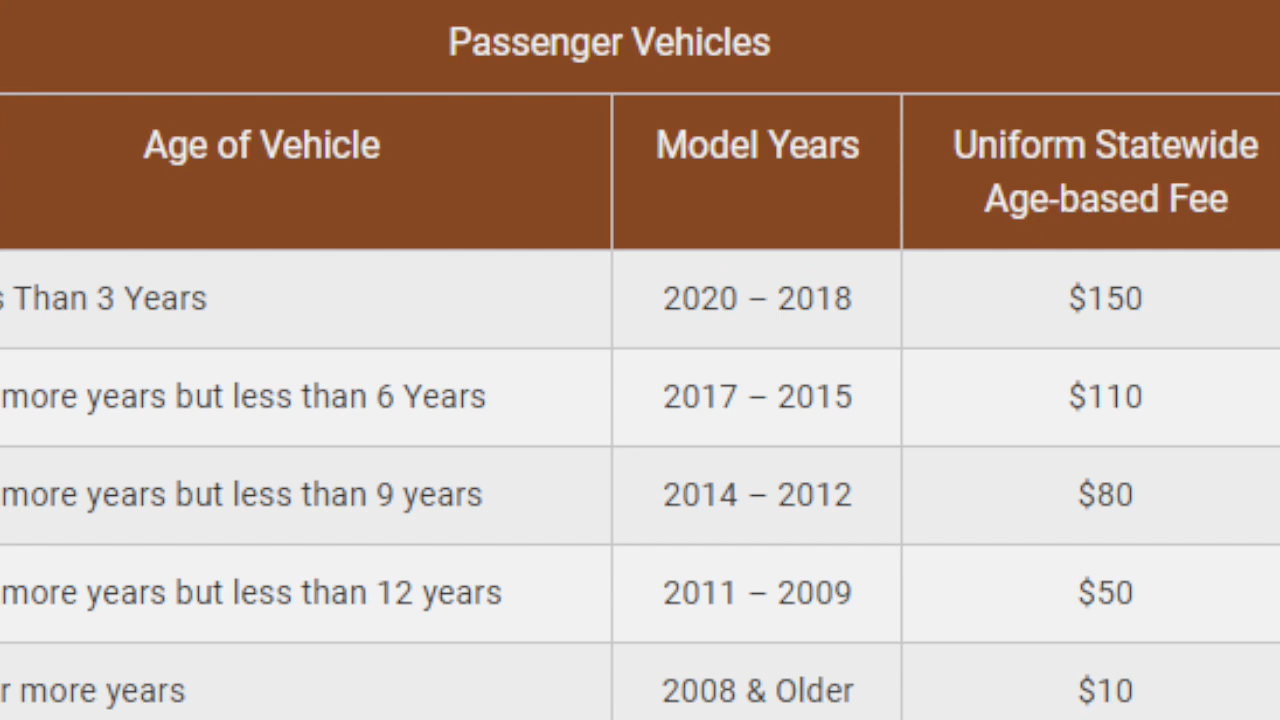 Passenger Vehicles
Age of Vehicle Model Years Uniform Statewide
Age-based Fee
Than 3 Years 2020 – 2018 $150
more years but less than 6 Years 2017 – 2015 $110
more years but less than 9 years 2014 – 2012 $80
more years but less than 12 years 2011 – 2009 $50
more years 2008 & Older $10